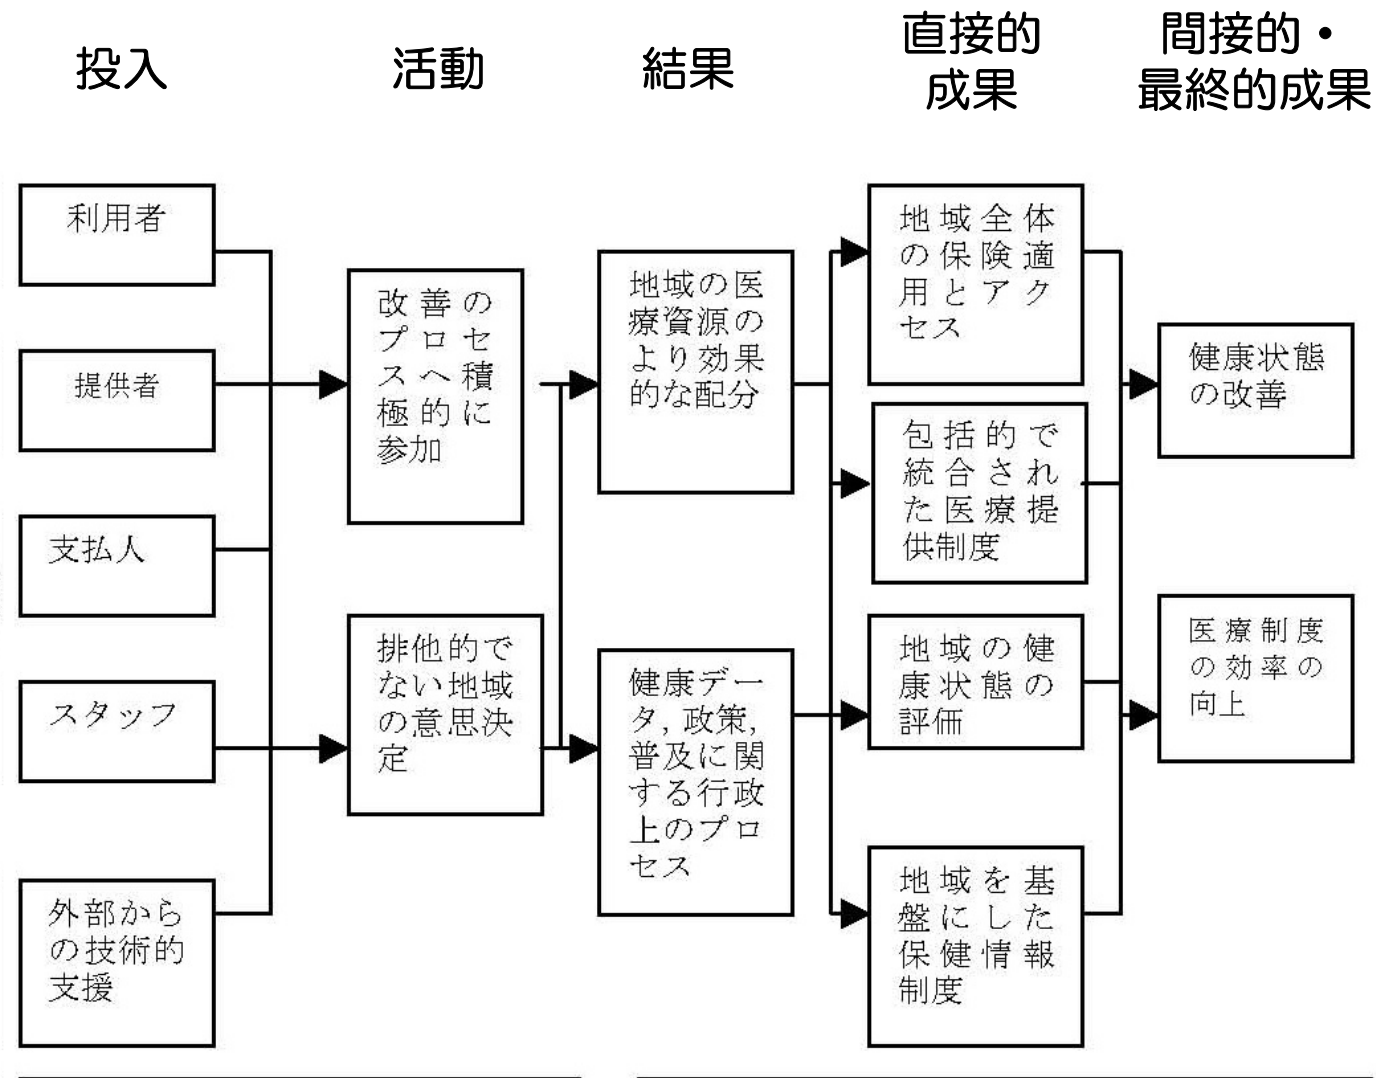 投入
活動
結果
直接的
成果
間接的・
最終的成果
利用者
提供者
支払人
スタッフ
外部から
の技術的
支援
改善の
プロセ
スへ積
極的に
参加
排他的で
ない地域
の意思決
定
地域の医
療資源の
より効果
的な配分
健康デー
タ,政策,
普及に関
する行政
上のプロ
セス
地域全体
の保険適
用とアク
セス
包括的で
統合され
た医療提
供制度
地域の健
康状態の
評価
地域を基
盤にした
保健情報
制度
健康状態
の改善
医療制度
の効率の
向上